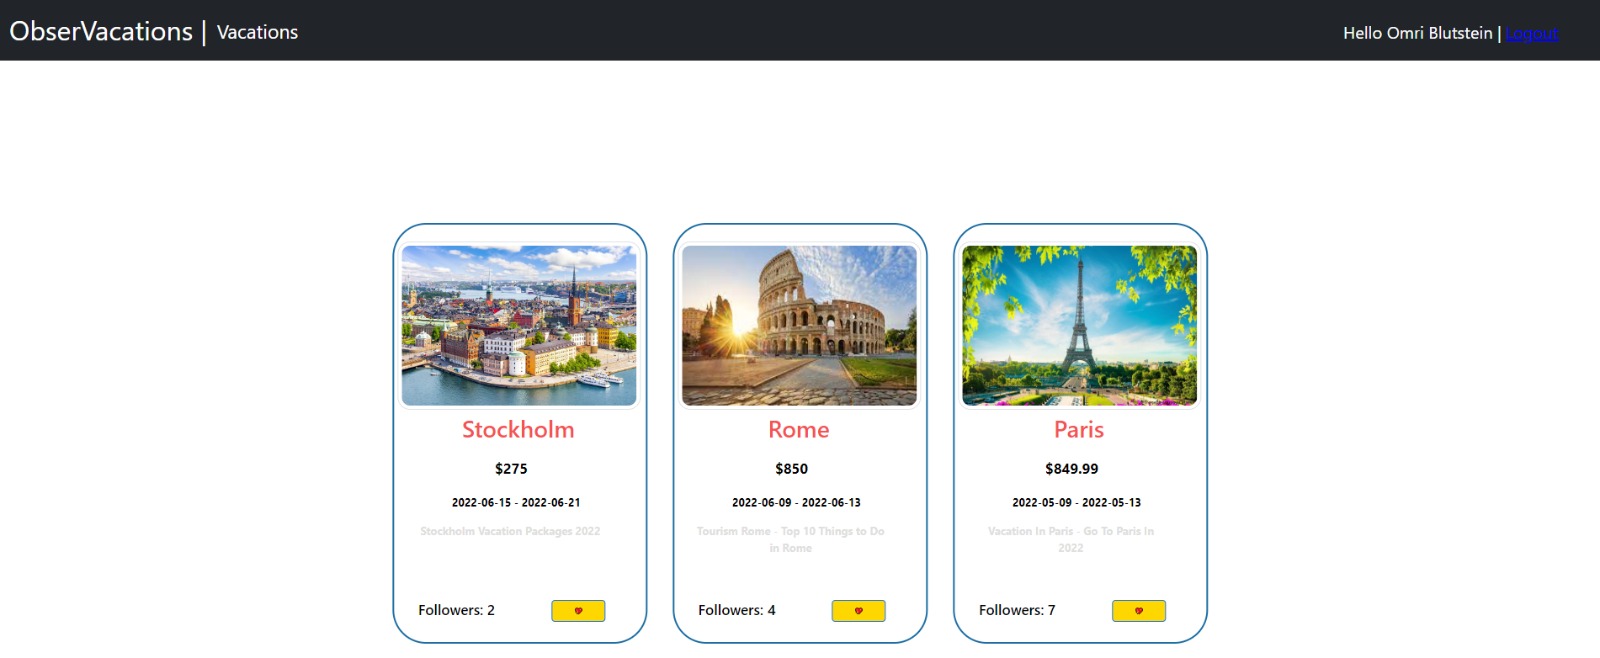 ObserVacations | Vacations
Hello Omri Blutstein | Logout!
Stockholm
$275
2022-06-15 - 2022-06-21
Stockholm Vacation Packages 2022
Followers: 2
Rome
$850
2022-06-09 - 2022-06-13
Tourism Rome - Top 10 Things to Do
in Rome
Followers: 4
Paris
$849.99
2022-05-09 - 2022-05-13
Vacation In Paris - Go To Paris In
2022
Followers: 7